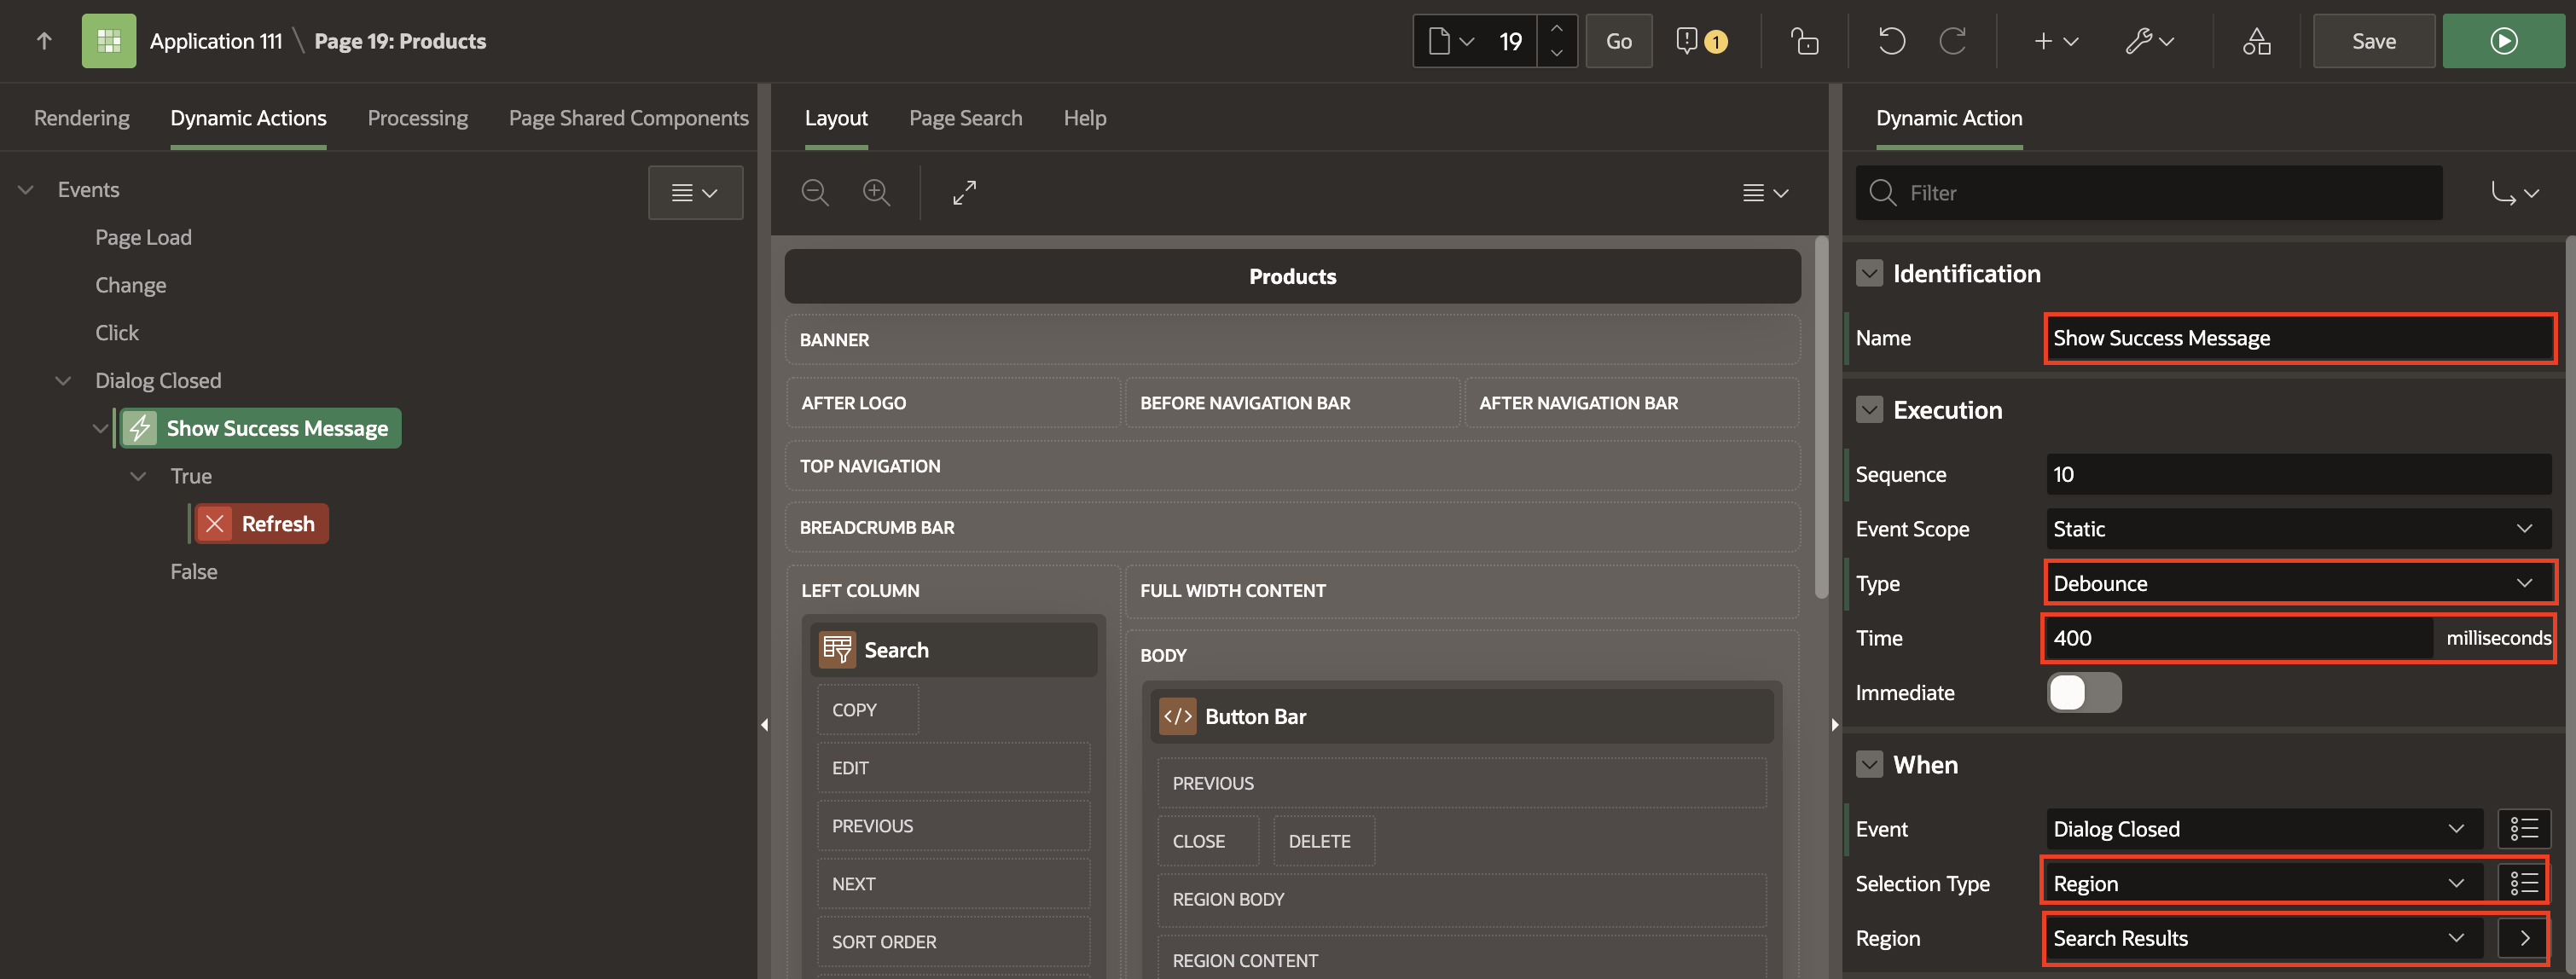 Application 111 \ Page 19: Products
19
Go
1
Save
Rendering
Dynamic Actions
Processing
Page Shared Components
Events
Page Load
Change
Click
Dialog Closed
Show Success Message
True
Refresh
False
Layout
Page Search
Help
Products
BANNER
AFTER LOGO
BEFORE NAVIGATION BAR
AFTER NAVIGATION BAR
TOP NAVIGATION
BREADCRUMB BAR
LEFT COLUMN
Search
COPY
EDIT
PREVIOUS
NEXT
SORT ORDER
FULL WIDTH CONTENT
BODY
</> Button Bar
PREVIOUS
CLOSE
DELETE
REGION BODY
REGION CONTENT
Dynamic Action
Filter
Identification
Name Show Success Message
Execution
Sequence 10
Event Scope Static
Type Debounce
Time 400 milliseconds
Immediate
When
Event Dialog Closed
Selection Type Region
Region Search Results